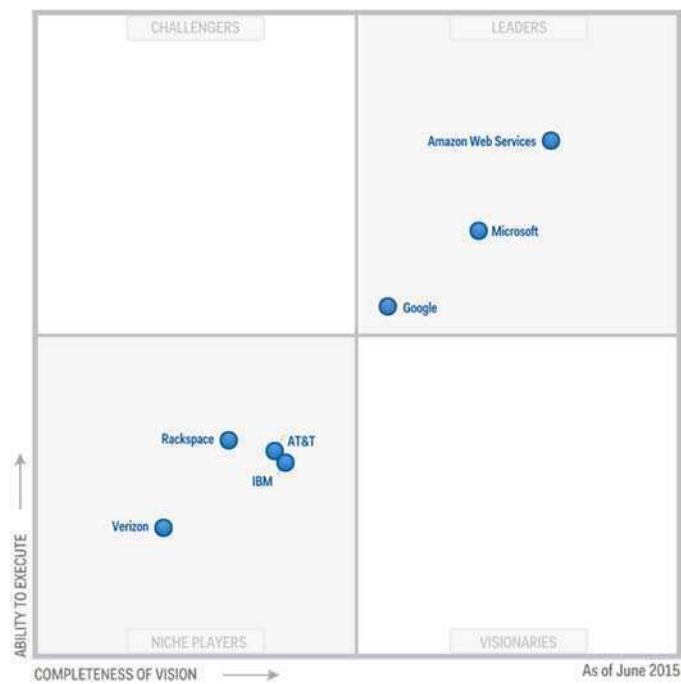 CHALLENGERS
LEADERS
Amazon Web Services
Microsoft
Google
Rackspace
AT&T
IBM
Verizon
ABILITY TO EXECUTE
NICHE PLAYERS
VISIONARIES
COMPLETENESS OF VISION
As of June 2015